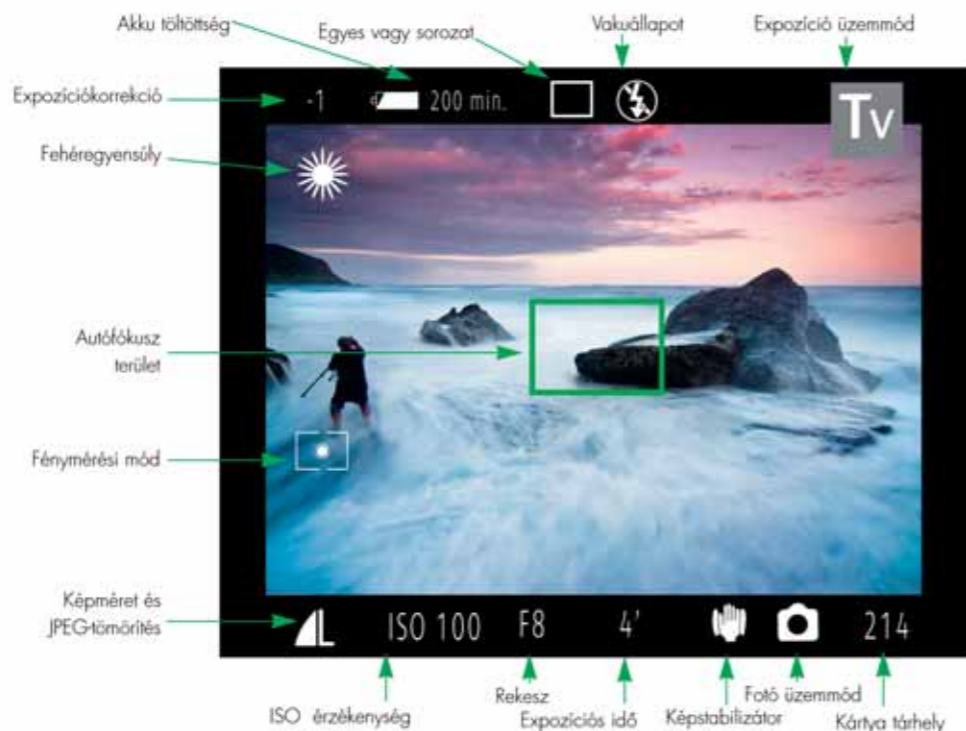 Akku töltöttség
Egyes vagy sorozat
Vakuállapot
Expozíció üzemmód
Expozíciókorrekció
-1
200 min.
Tv
Fehéregyensúly
Autófókusz
terület
Fénymérési mód
Képméret és
JPEG-tömörítés
L
ISO 100
F8
4'
214
ISO érzékenység
Rekesz
Expozíciós idő
Képstabilizátor
Fotó üzemmód
Kártya tárhely